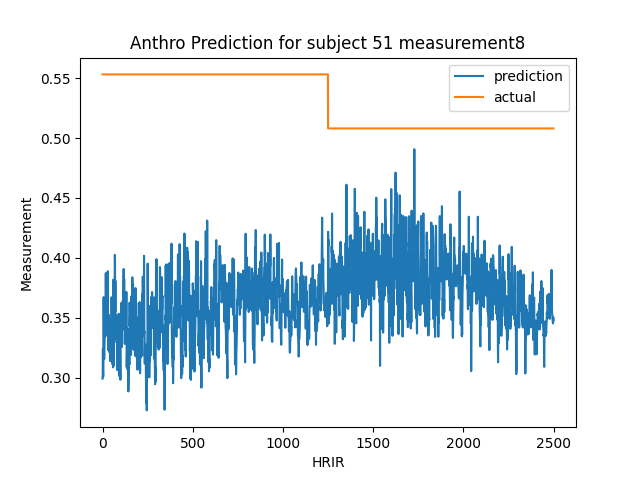 Anthro Prediction for subject 51 measurement8
prediction
actual
Measurement
0.55
0.50
0.45
0.40
0.35
0.30
0
500
1000
1500
2000
2500
HRIR